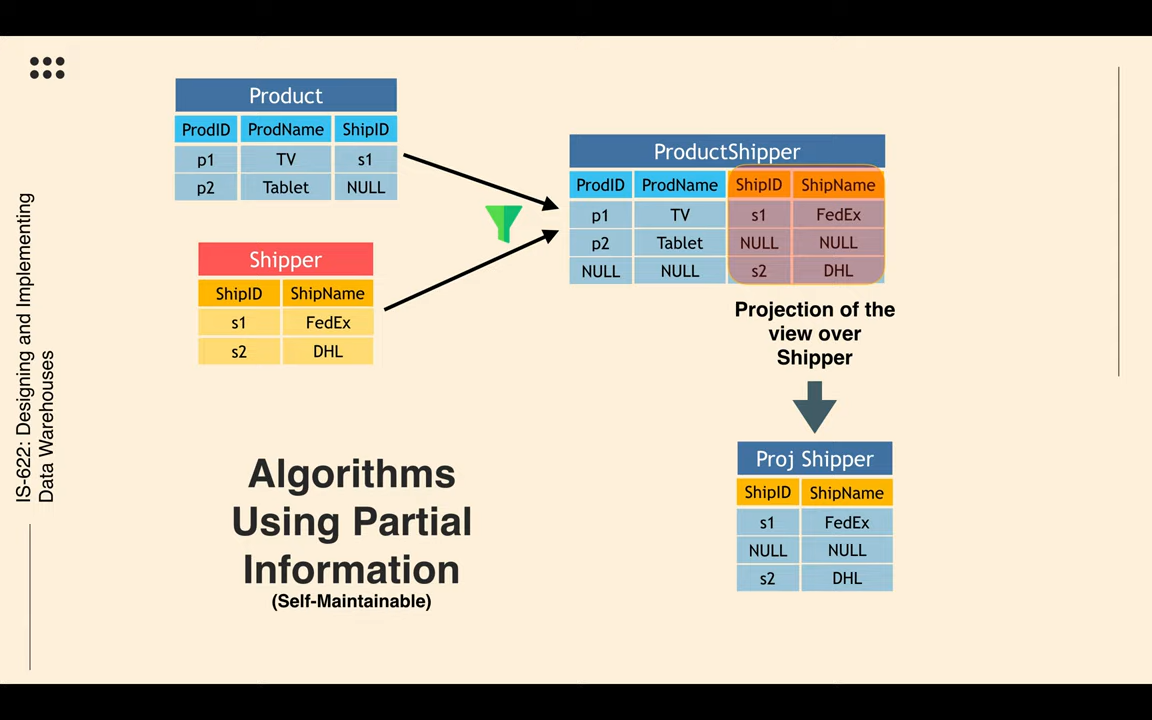 IS-622: Designing and Implementing
Data Warehouses
Product
ProdID ProdName ShipID
p1 TV s1
p2 Tablet NULL
Shipper
ShipID ShipName
s1 FedEx
s2 DHL
ProductShipper
ProdID ProdName ShipID ShipName
p1 TV s1 FedEx
p2 Tablet NULL NULL
NULL NULL s2 DHL
Projection of the
view over
Shipper
Proj Shipper
ShipID ShipName
s1 FedEx
NULL NULL
s2 DHL
Algorithms
Using Partial
Information
(Self-Maintainable)